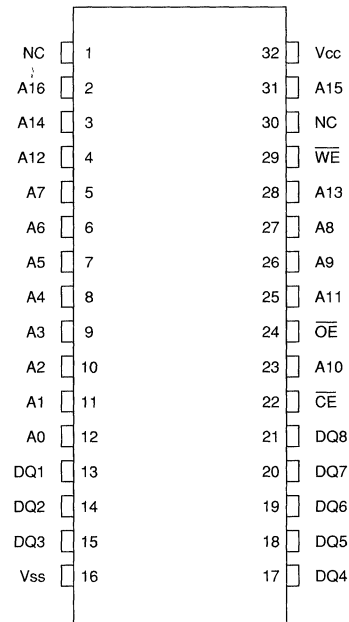 NC 1 32 Vcc
A16 2 31 A15
A14 3 30 NC
A12 4 29 W̅E̅
A7 5 28 A13
A6 6 27 A8
A5 7 26 A9
A4 8 25 A11
A3 9 24 O̅E̅
A2 10 23 A10
A1 11 22 C̅E̅
A0 12 21 DQ8
DQ1 13 20 DQ7
DQ2 14 19 DQ6
DQ3 15 18 DQ5
Vss 16 17 DQ4